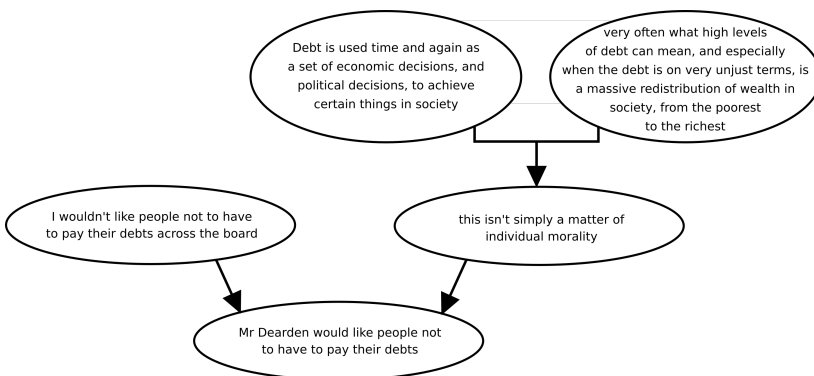 Debt is used time and again as
a set of economic decisions, and
political decisions, to achieve
certain things in society
very often what high levels
of debt can mean, and especially
when the debt is on very unjust terms, is
a massive redistribution of wealth in
society, from the poorest
to the richest
I wouldn't like people not to have
to pay their debts across the board
this isn't simply a matter of
individual morality
Mr Dearden would like people not
to have to pay their debts